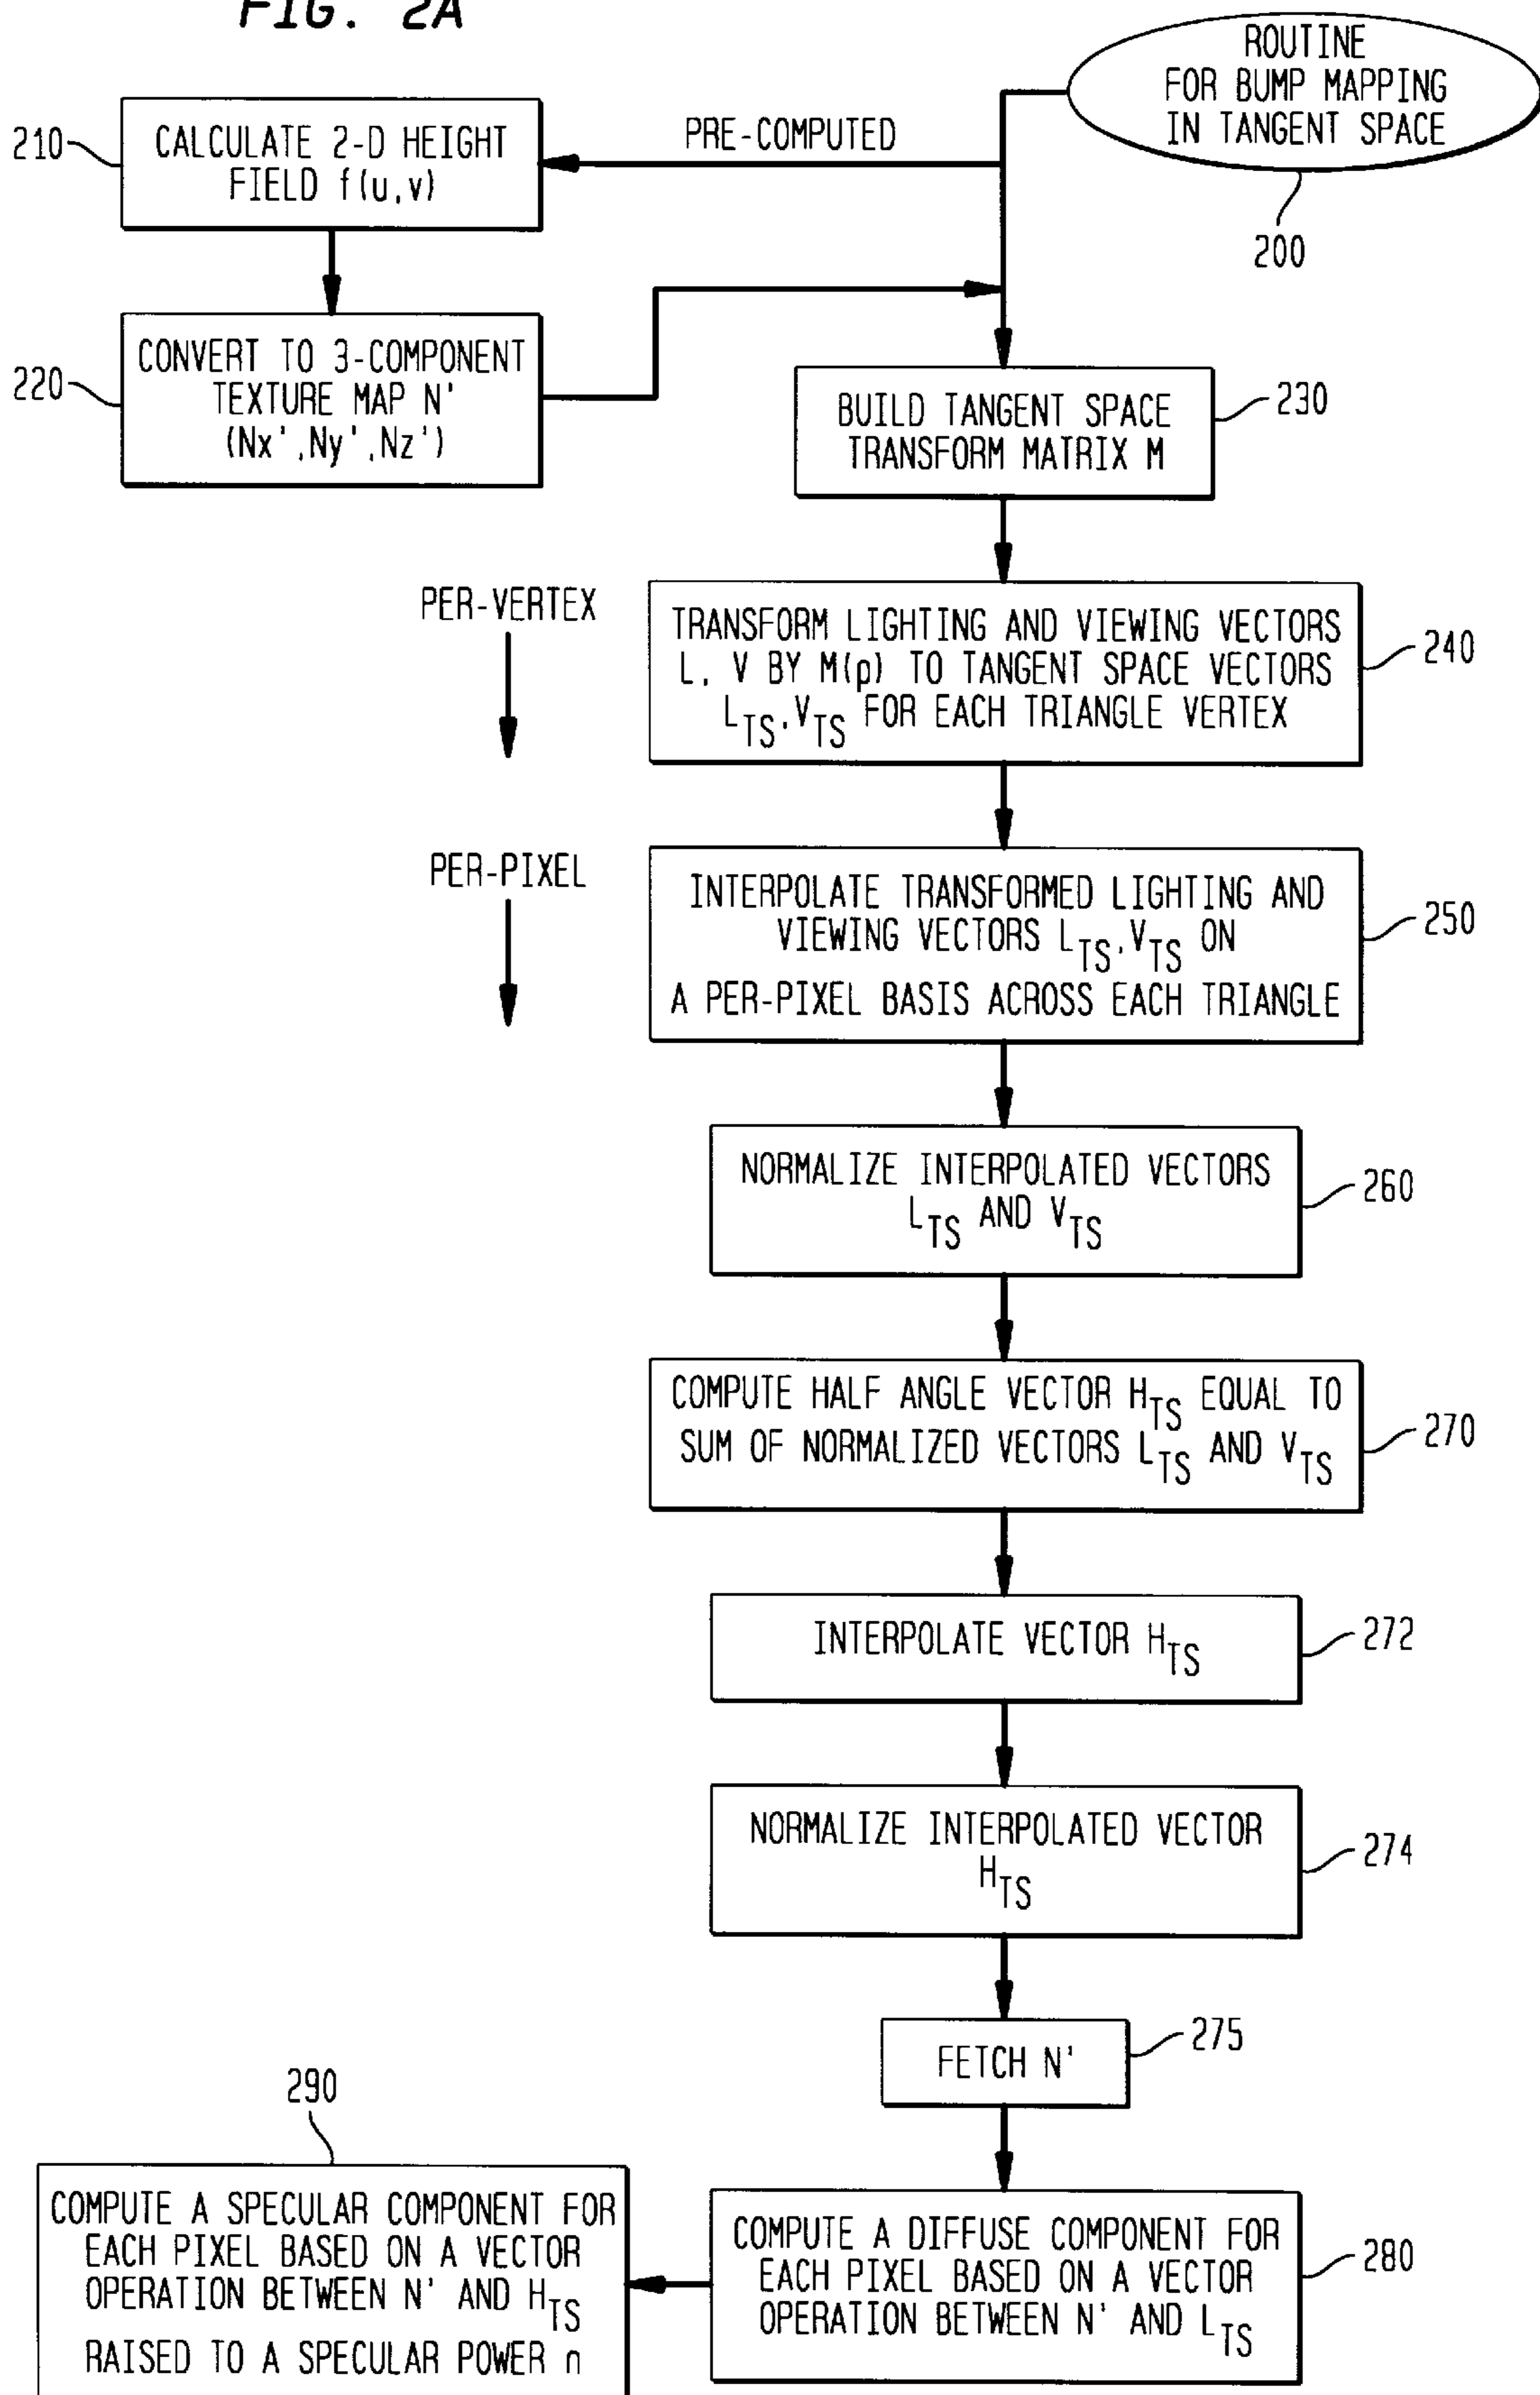 FIG. 2A
ROUTINE
FOR BUMP MAPPING
IN TANGENT SPACE
200
PRE-COMPUTED
210
CALCULATE 2-D HEIGHT
FIELD f(u,v)
220
CONVERT TO 3-COMPONENT
TEXTURE MAP N'
(Nx',Ny',Nz')
BUILD TANGENT SPACE
TRANSFORM MATRIX M
230
PER-VERTEX
TRANSFORM LIGHTING AND VIEWING VECTORS
L, V BY M(p) TO TANGENT SPACE VECTORS
LTS,VTS FOR EACH TRIANGLE VERTEX
240
PER-PIXEL
INTERPOLATE TRANSFORMED LIGHTING AND
VIEWING VECTORS LTS,VTS ON
A PER-PIXEL BASIS ACROSS EACH TRIANGLE
250
NORMALIZE INTERPOLATED VECTORS
LTS AND VTS
260
COMPUTE HALF ANGLE VECTOR HTS EQUAL TO
SUM OF NORMALIZED VECTORS LTS AND VTS
270
INTERPOLATE VECTOR HTS
272
NORMALIZE INTERPOLATED VECTOR
HTS
274
FETCH N'
275
COMPUTE A DIFFUSE COMPONENT FOR
EACH PIXEL BASED ON A VECTOR
OPERATION BETWEEN N' AND LTS
280
290
COMPUTE A SPECULAR COMPONENT FOR
EACH PIXEL BASED ON A VECTOR
OPERATION BETWEEN N' AND HTS
RAISED TO A SPECULAR POWER n